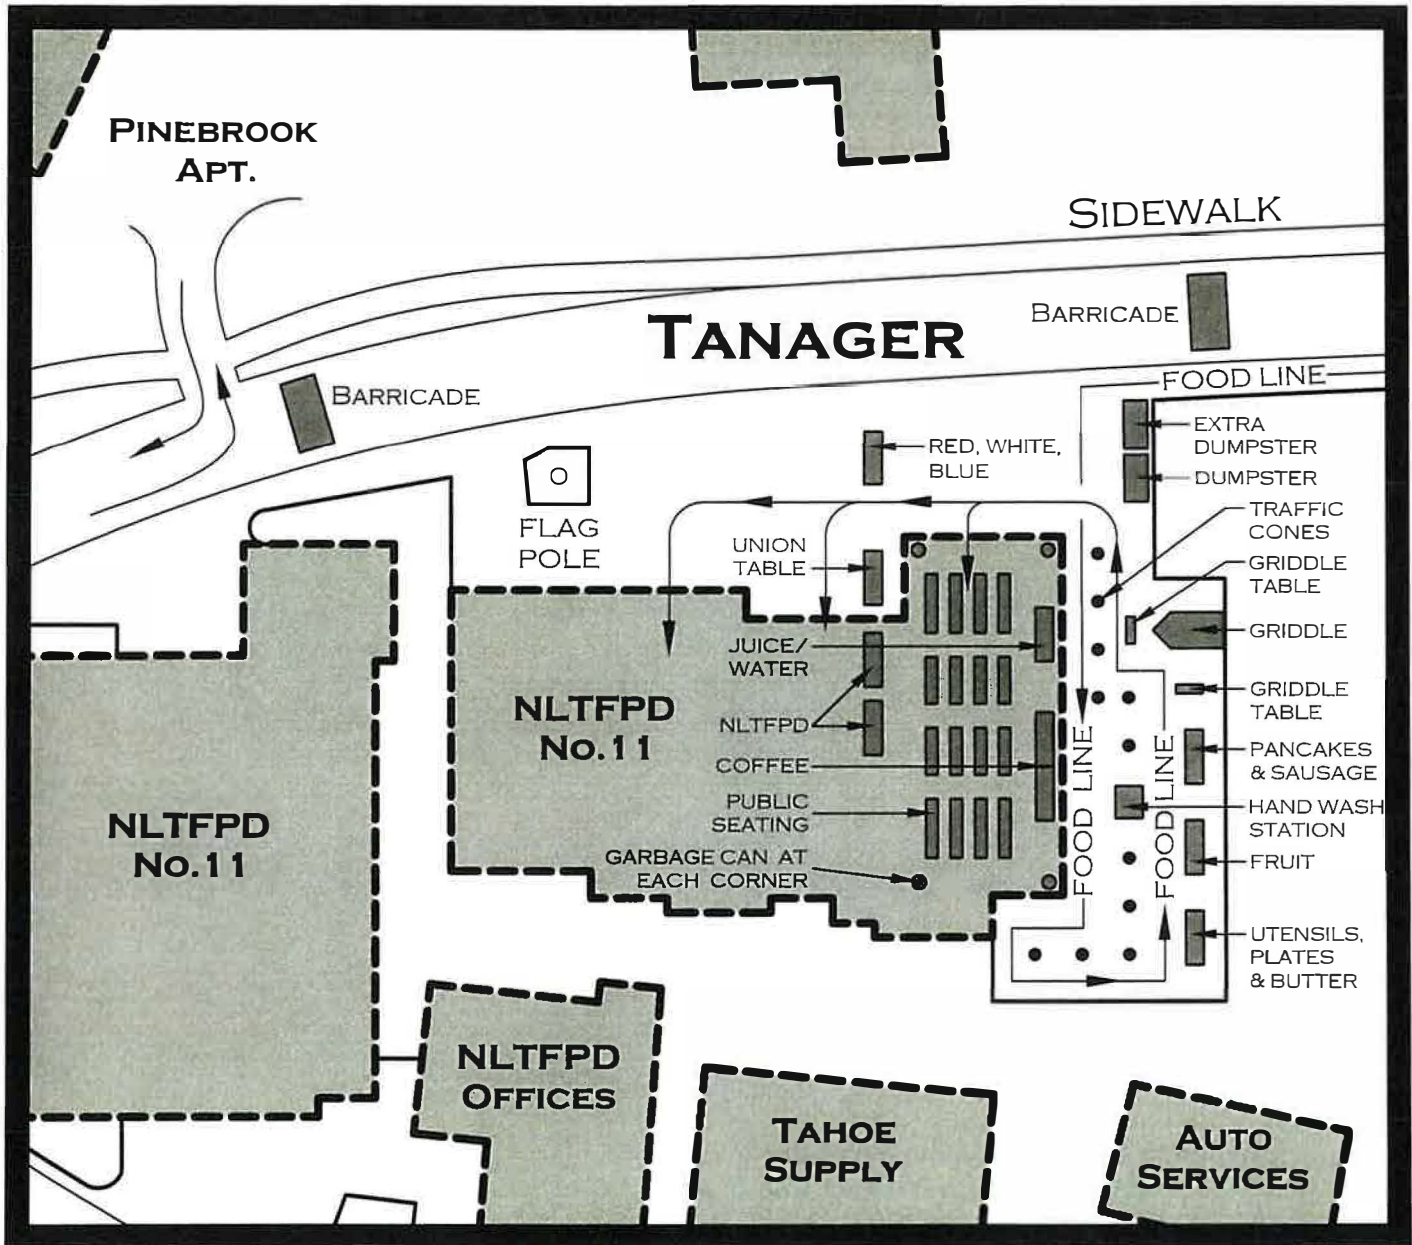 PINEBROOK
APT.
SIDEWALK
BARRICADE
TANAGER
FOOD LINE
BARRICADE
EXTRA
DUMPSTER
RED, WHITE,
BLUE
DUMPSTER
FLAG
POLE
TRAFFIC
CONES
UNION
TABLE
GRIDDLE
TABLE
GRIDDLE
JUICE/
WATER
GRIDDLE
TABLE
NLTFPD
No.11
NLTFPD
COFFEE
FOOD LINE
FOOD LINE
PANCAKES
& SAUSAGE
PUBLIC
SEATING
HAND WASH
STATION
NLTFPD
No.11
GARBAGE CAN AT
EACH CORNER
FRUIT
UTENSILS,
PLATES
& BUTTER
NLTFPD
OFFICES
TAHOE
SUPPLY
AUTO
SERVICES